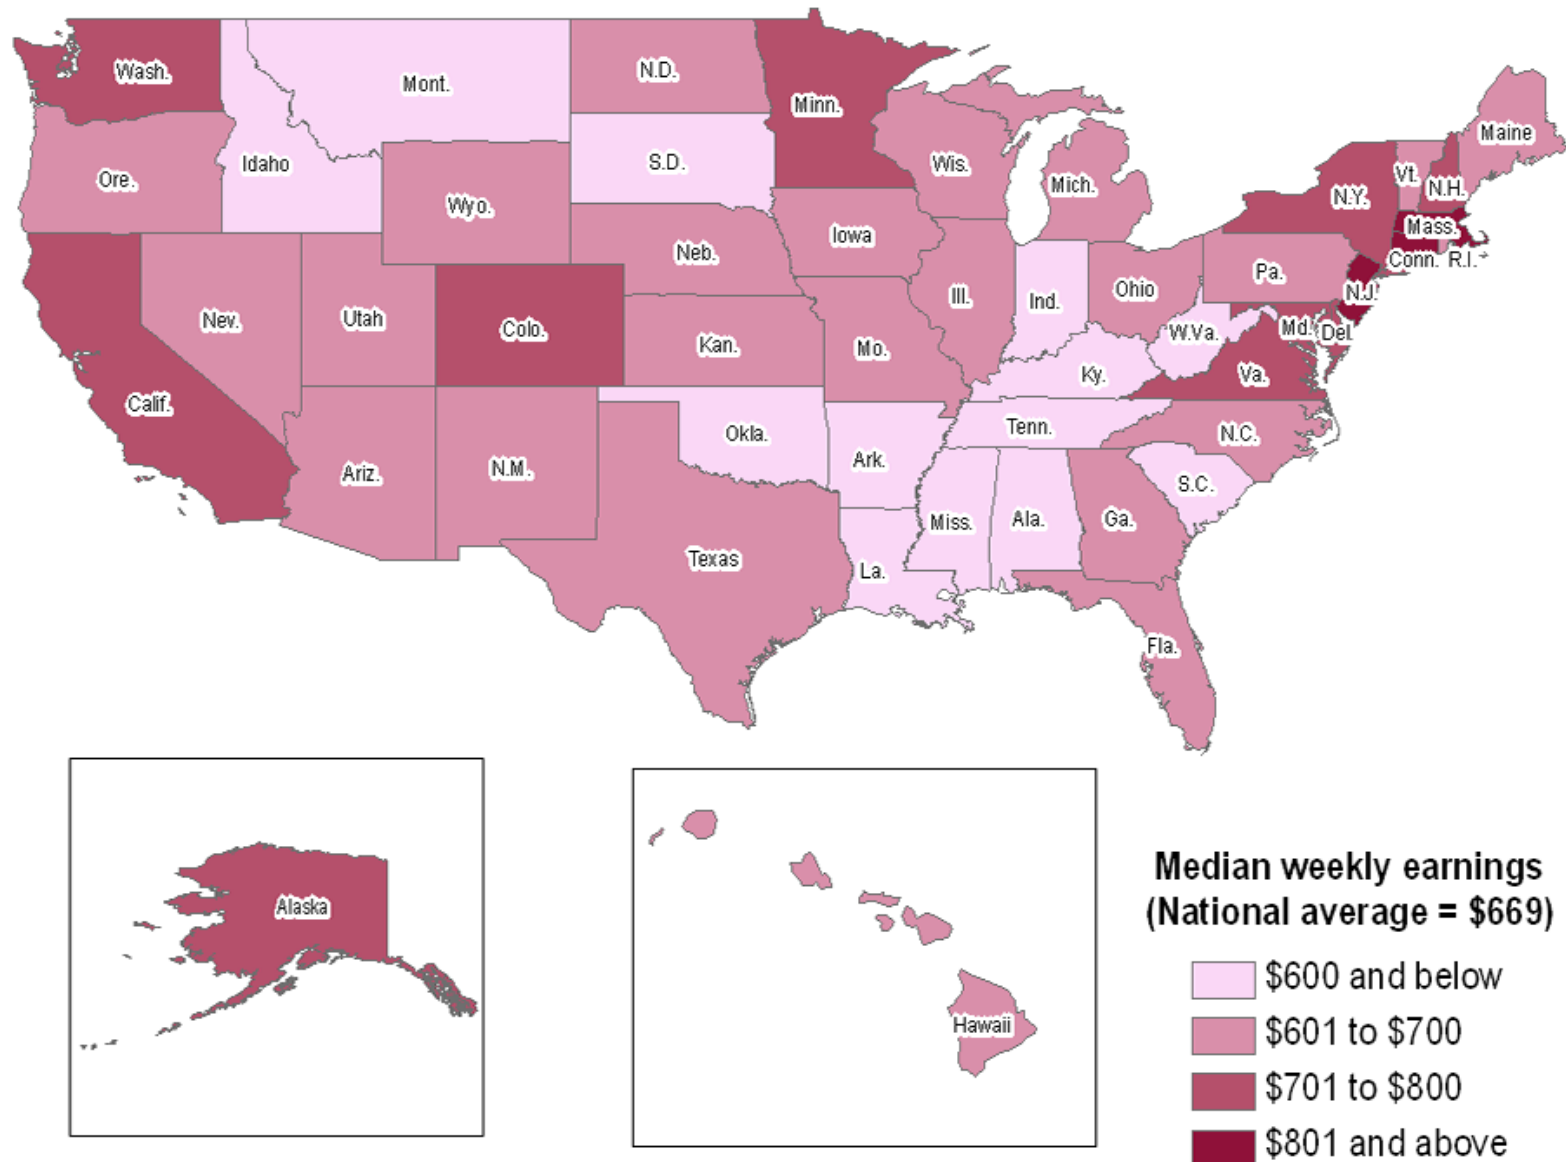 Wash.
Mont.
N.D.
Minn.
Maine
Idaho
Ore.
S.D.
Wis.
Mich.
Vt.
N.H.
N.Y.
Wyo.
Mass.
Iowa
Neb.
Conn.
R.I.
Pa.
Ohio
N.J.
Ill.
Ind.
Nev.
Utah
Colo.
Kan.
Mo.
W.Va.
Md.
Del.
Ky.
Va.
Calif.
Okla.
Tenn.
N.C.
Ariz.
N.M.
Ark.
S.C.
Miss.
Ala.
Ga.
Texas
La.
Fla.
Alaska
Hawaii
Median weekly earnings
(National average = $669)
$600 and below
$601 to $700
$701 to $800
$801 and above